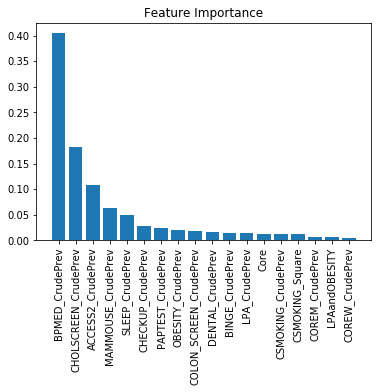 Feature Importance
0.40
0.35
0.30
0.25
0.20
0.15
0.10
0.05
0.00
BPMED_CrudePrev
CHOLSCREEN_CrudePrev
ACCESS2_CrudePrev
MAMMOUSE_CrudePrev
SLEEP_CrudePrev
CHECKUP_CrudePrev
PAPTEST_CrudePrev
OBESITY_CrudePrev
COLON_SCREEN_CrudePrev
DENTAL_CrudePrev
BINGE_CrudePrev
LPA_CrudePrev
Core
CSMOKING_CrudePrev
CSMOKING_Square
COREM_CrudePrev
LPAandOBESITY
COREW_CrudePrev